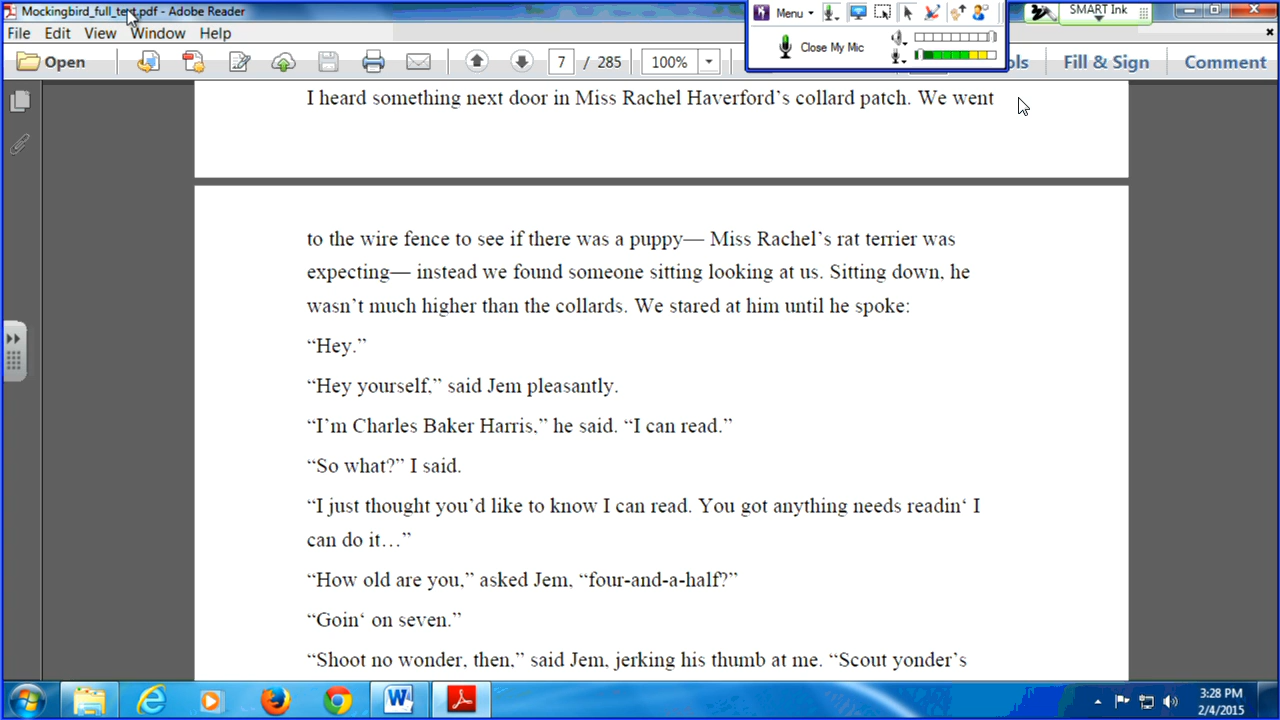 Mockingbird_full_text.pdf - Adobe Reader
Menu
SMART Ink
File Edit View Window Help
Close My Mic
Open 7 / 285 100% Fill & Sign Comment
I heard something next door in Miss Rachel Haverford’s collard patch. We went
to the wire fence to see if there was a puppy— Miss Rachel’s rat terrier was
expecting— instead we found someone sitting looking at us. Sitting down, he
wasn’t much higher than the collards. We stared at him until he spoke:
“Hey.”
“Hey yourself,” said Jem pleasantly.
“I’m Charles Baker Harris,” he said. “I can read.”
“So what?” I said.
“I just thought you’d like to know I can read. You got anything needs readin‘ I
can do it…”
“How old are you,” asked Jem, “four-and-a-half?”
“Goin‘ on seven.”
“Shoot no wonder, then,” said Jem, jerking his thumb at me. “Scout yonder’s
3:28 PM
2/4/2015